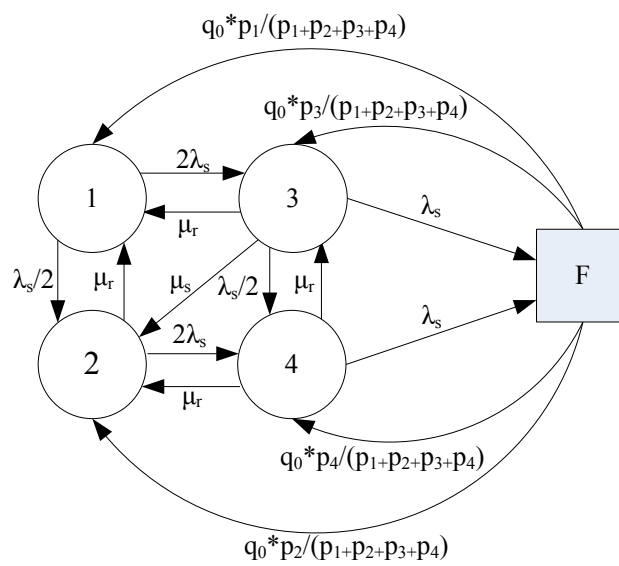 q₀*p₁/(p₁₊p₂₊p₃₊p₄)
q₀*p₃/(p₁₊p₂₊p₃₊p₄)
2λₛ
1
3
μᵣ
λₛ
F
λₛ/2
μᵣ
μₛ
λₛ/2
μᵣ
λₛ
2λₛ
2
4
μᵣ
q₀*p₄/(p₁₊p₂₊p₃₊p₄)
q₀*p₂/(p₁₊p₂₊p₃₊p₄)